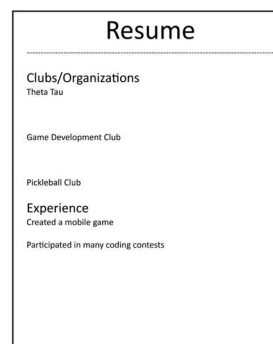 Resume
Clubs/Organizations
Theta Tau
Game Development Club
Pickleball Club
Experience
Created a mobile game
Participated in many coding contests